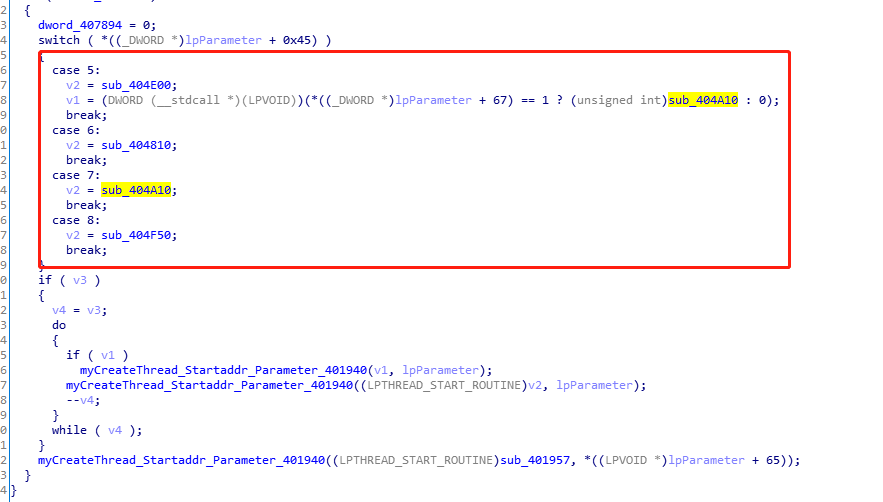 2 {
3 dword_407894 = 0;
4 switch ( *((_DWORD *)lpParameter + 0x45) )
5 {
6 case 5:
7 v2 = sub_404E00;
8 v1 = (DWORD (__stdcall *)(LPVOID))(*((_DWORD *)lpParameter + 67) == 1 ? (unsigned int)sub_404A10 : 0);
9 break;
0 case 6:
1 v2 = sub_404810;
2 break;
3 case 7:
4 v2 = sub_404A10;
5 break;
6 case 8:
7 v2 = sub_404F50;
8 break;
9 }
0 if ( v3 )
1 {
2 v4 = v3;
3 do
4 {
5 if ( v1 )
6 myCreateThread_Startaddr_Parameter_401940(v1, lpParameter);
7 myCreateThread_Startaddr_Parameter_401940((LPTHREAD_START_ROUTINE)v2, lpParameter);
8 --v4;
9 }
0 while ( v4 );
1 }
2 myCreateThread_Startaddr_Parameter_401940((LPTHREAD_START_ROUTINE)sub_401957, *((LPVOID *)lpParameter + 65));
3 }
4 }